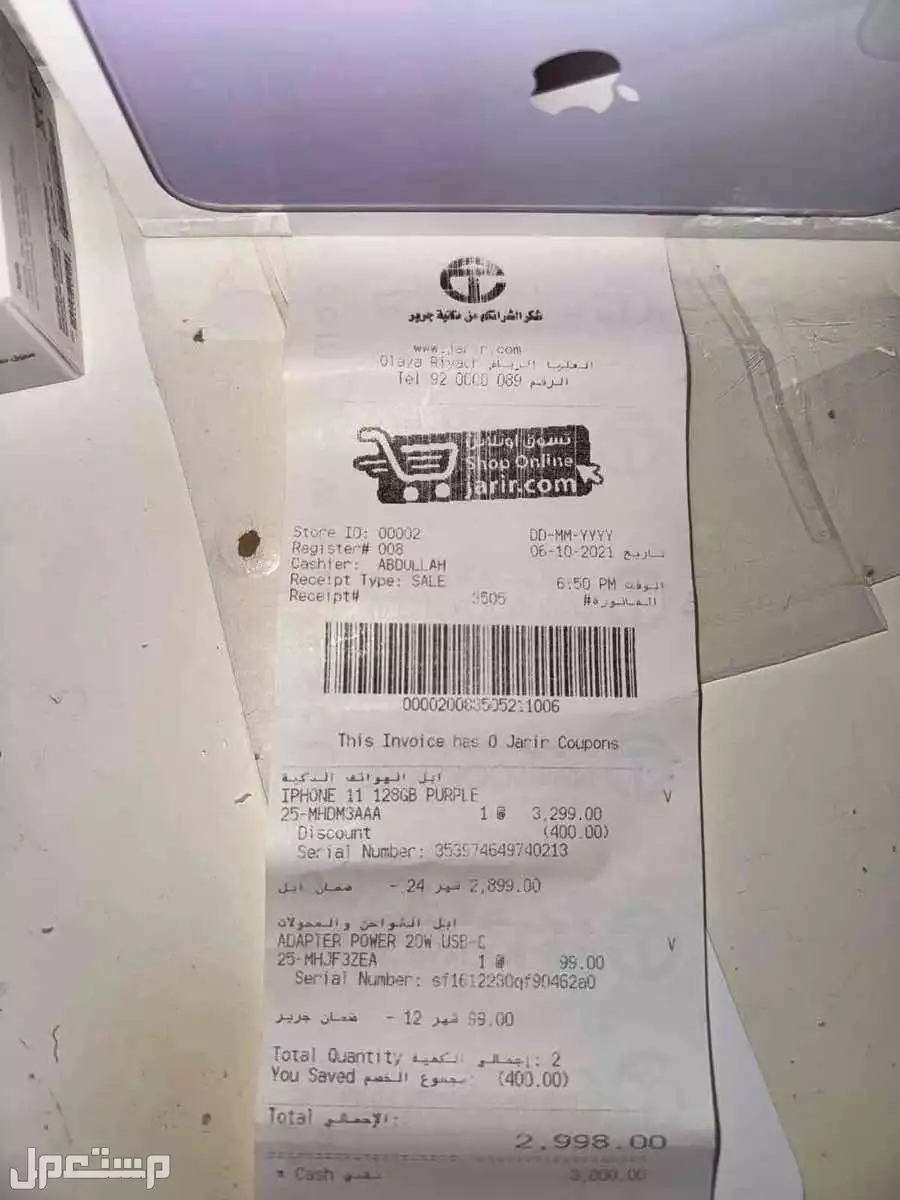 شكرا لشرائكم من مكتبة جرير
www.jarir.com
Olaya Riyadh العليا الرياض
Tel 92 0000 089 الرقم
تسوق اونلاين
Shop Online
jarir.com
Store ID: 00002 DD-MM-YYYY
Register# 008 06-10-2021 تاريخ
Cashier: ABDULLAH
Receipt Type: SALE 6:50 PM الوقت
Receipt# 3505 الفاتورة#
000020083505211006
This Invoice has 0 Jarir Coupons
ابل الهواتف الذكية
IPHONE 11 128GB PURPLE V
25-MHDM3AAA 1 @ 3,299.00
Discount (400.00)
Serial Number: 353974649740213
ضمان ابل - 24 شهر 2,899.00
ابل الشواحن والمحولات
ADAPTER POWER 20W USB-C V
25-MHJF3ZEA 1 @ 99.00
Serial Number: sf1612230qf90462a0
ضمان جرير - 12 شهر 99.00
Total Quantity إجمالي الكمية: 2
You Saved مجموع الخصم: (400.00)
Total الإجمالي:
2,998.00
* Cash نقدي 3,000.00
مستعمل